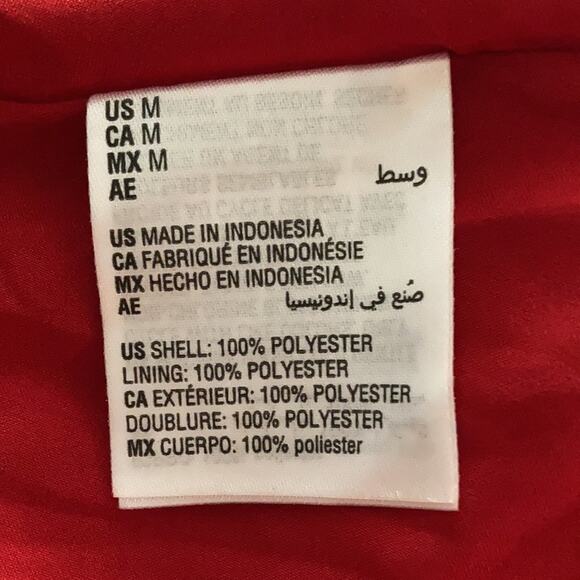 US M
CA M
MX M
AE وسط
US MADE IN INDONESIA
CA FABRIQUÉ EN INDONÉSIE
MX HECHO EN INDONESIA
AE صُنع في إندونيسيا
US SHELL: 100% POLYESTER
LINING: 100% POLYESTER
CA EXTÉRIEUR: 100% POLYESTER
DOUBLURE: 100% POLYESTER
MX CUERPO: 100% poliester